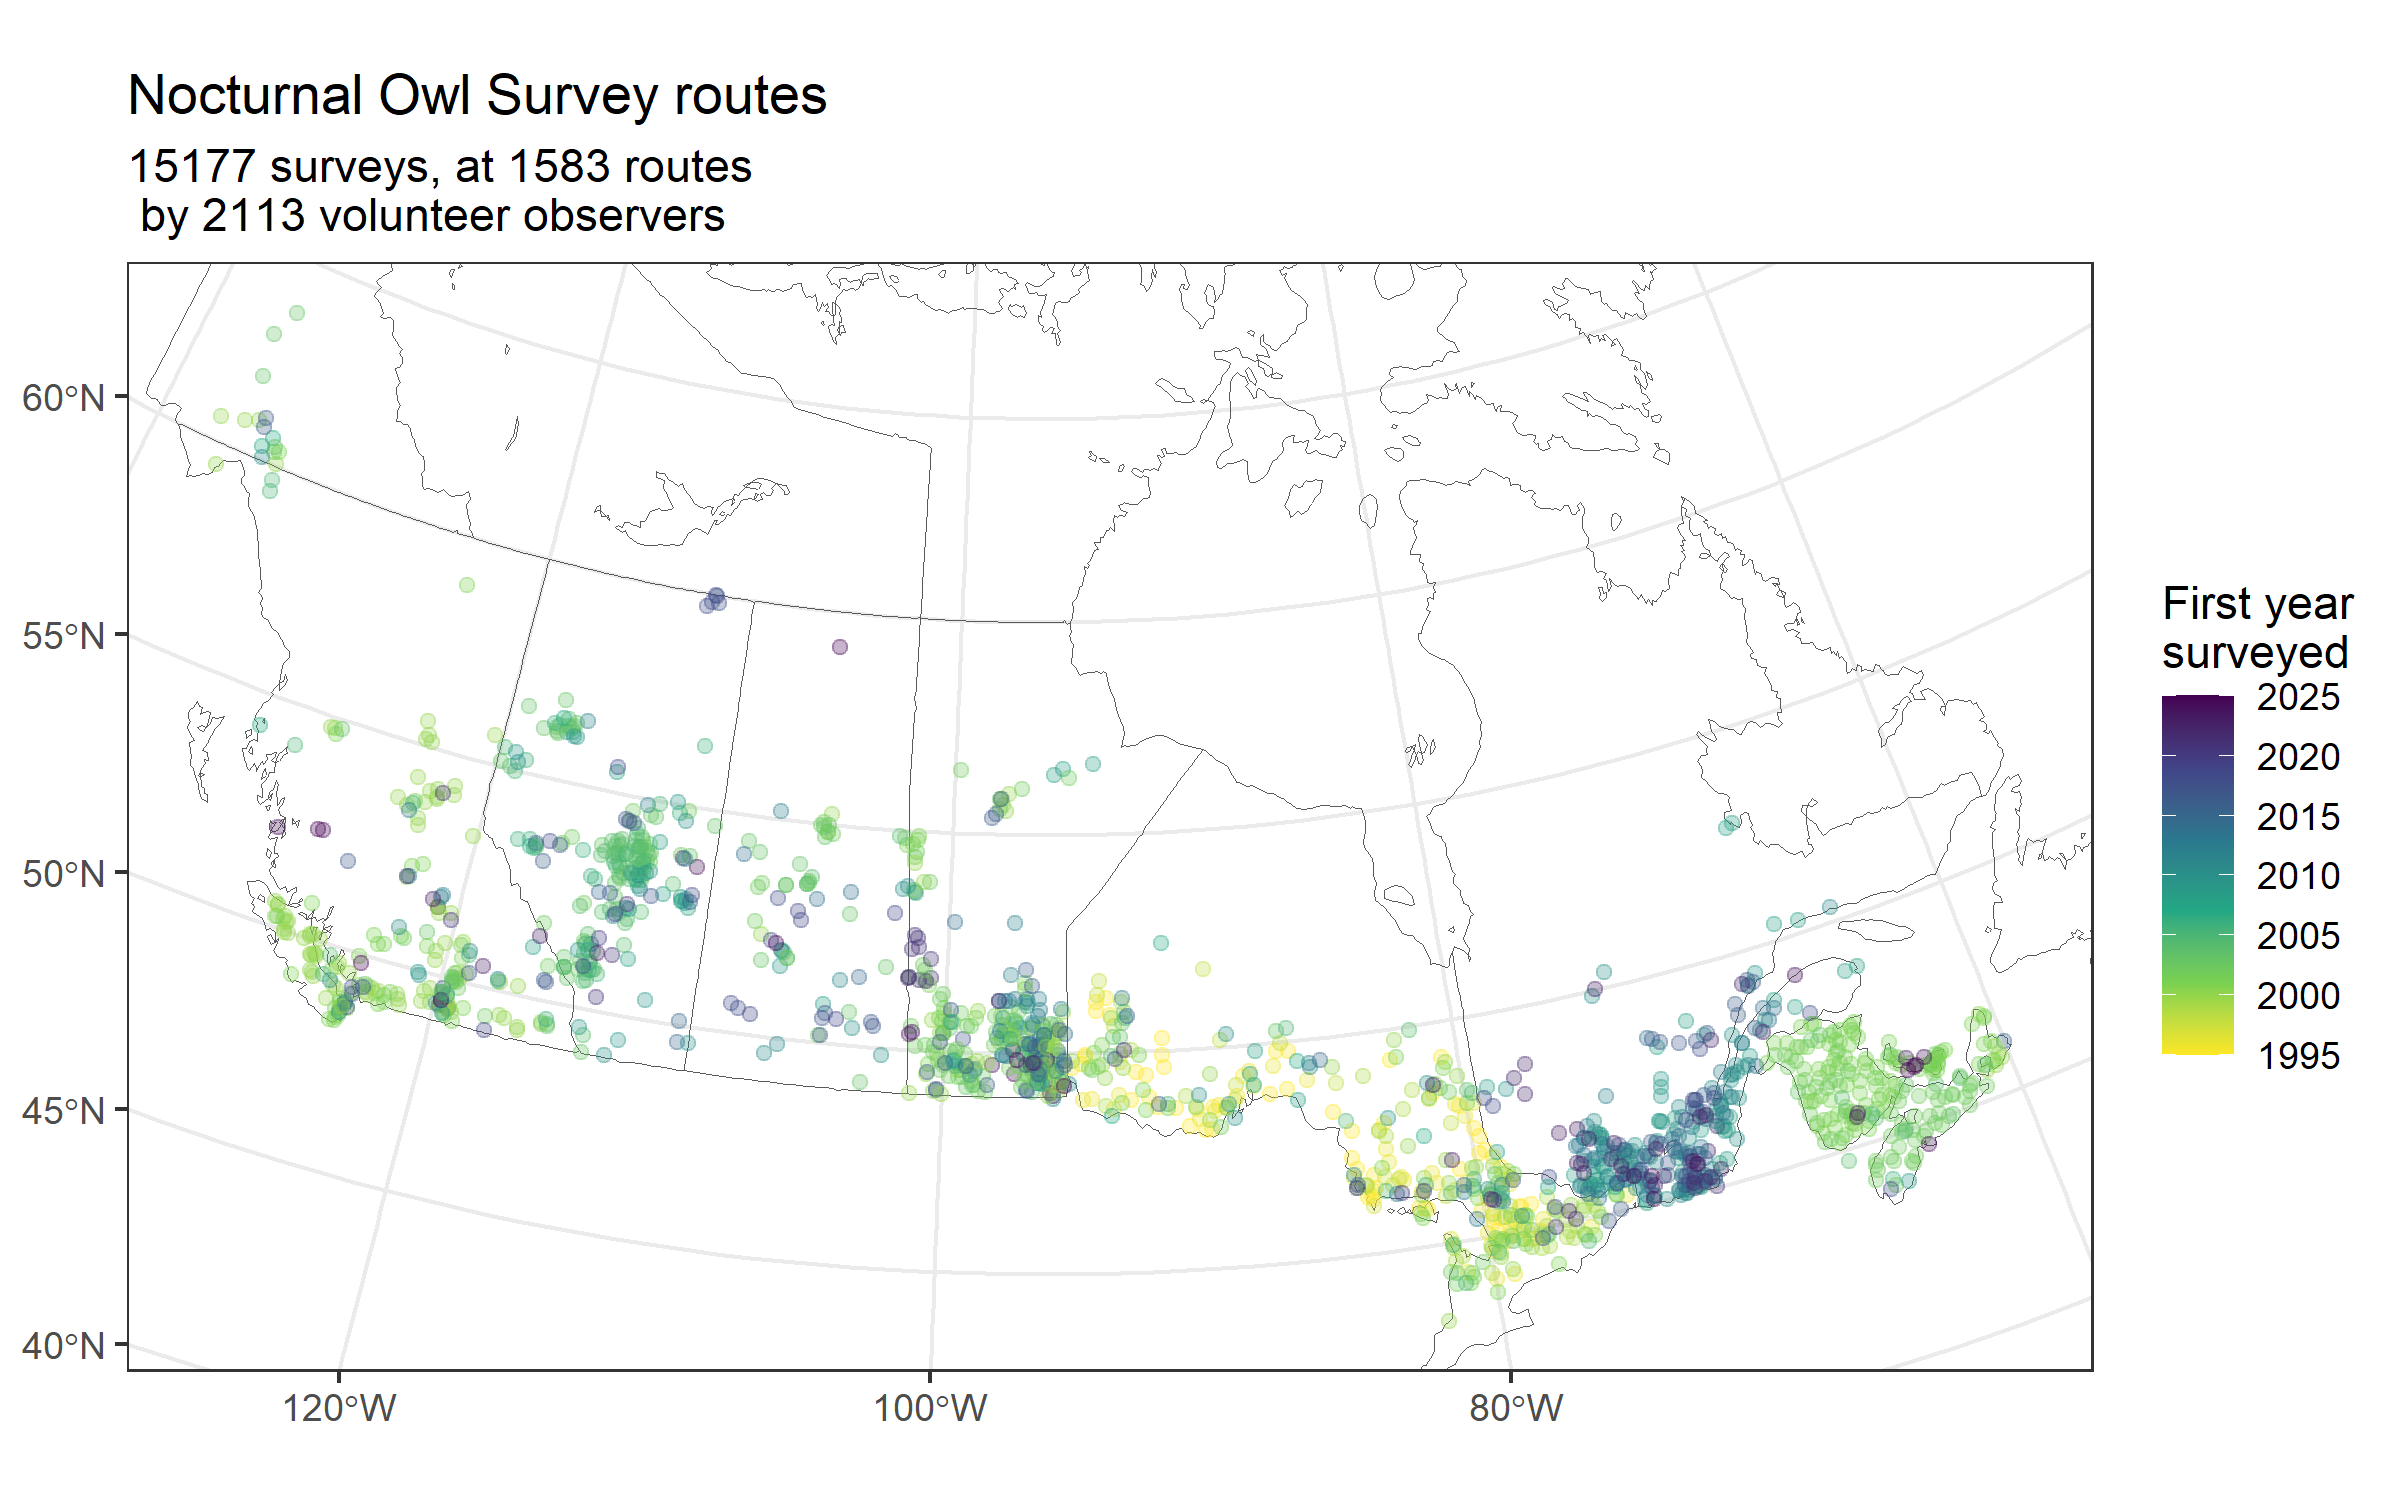 Nocturnal Owl Survey routes
15177 surveys, at 1583 routes
by 2113 volunteer observers
60°N
55°N
50°N
45°N
40°N
120°W
100°W
80°W
First year
surveyed
2025
2020
2015
2010
2005
2000
1995